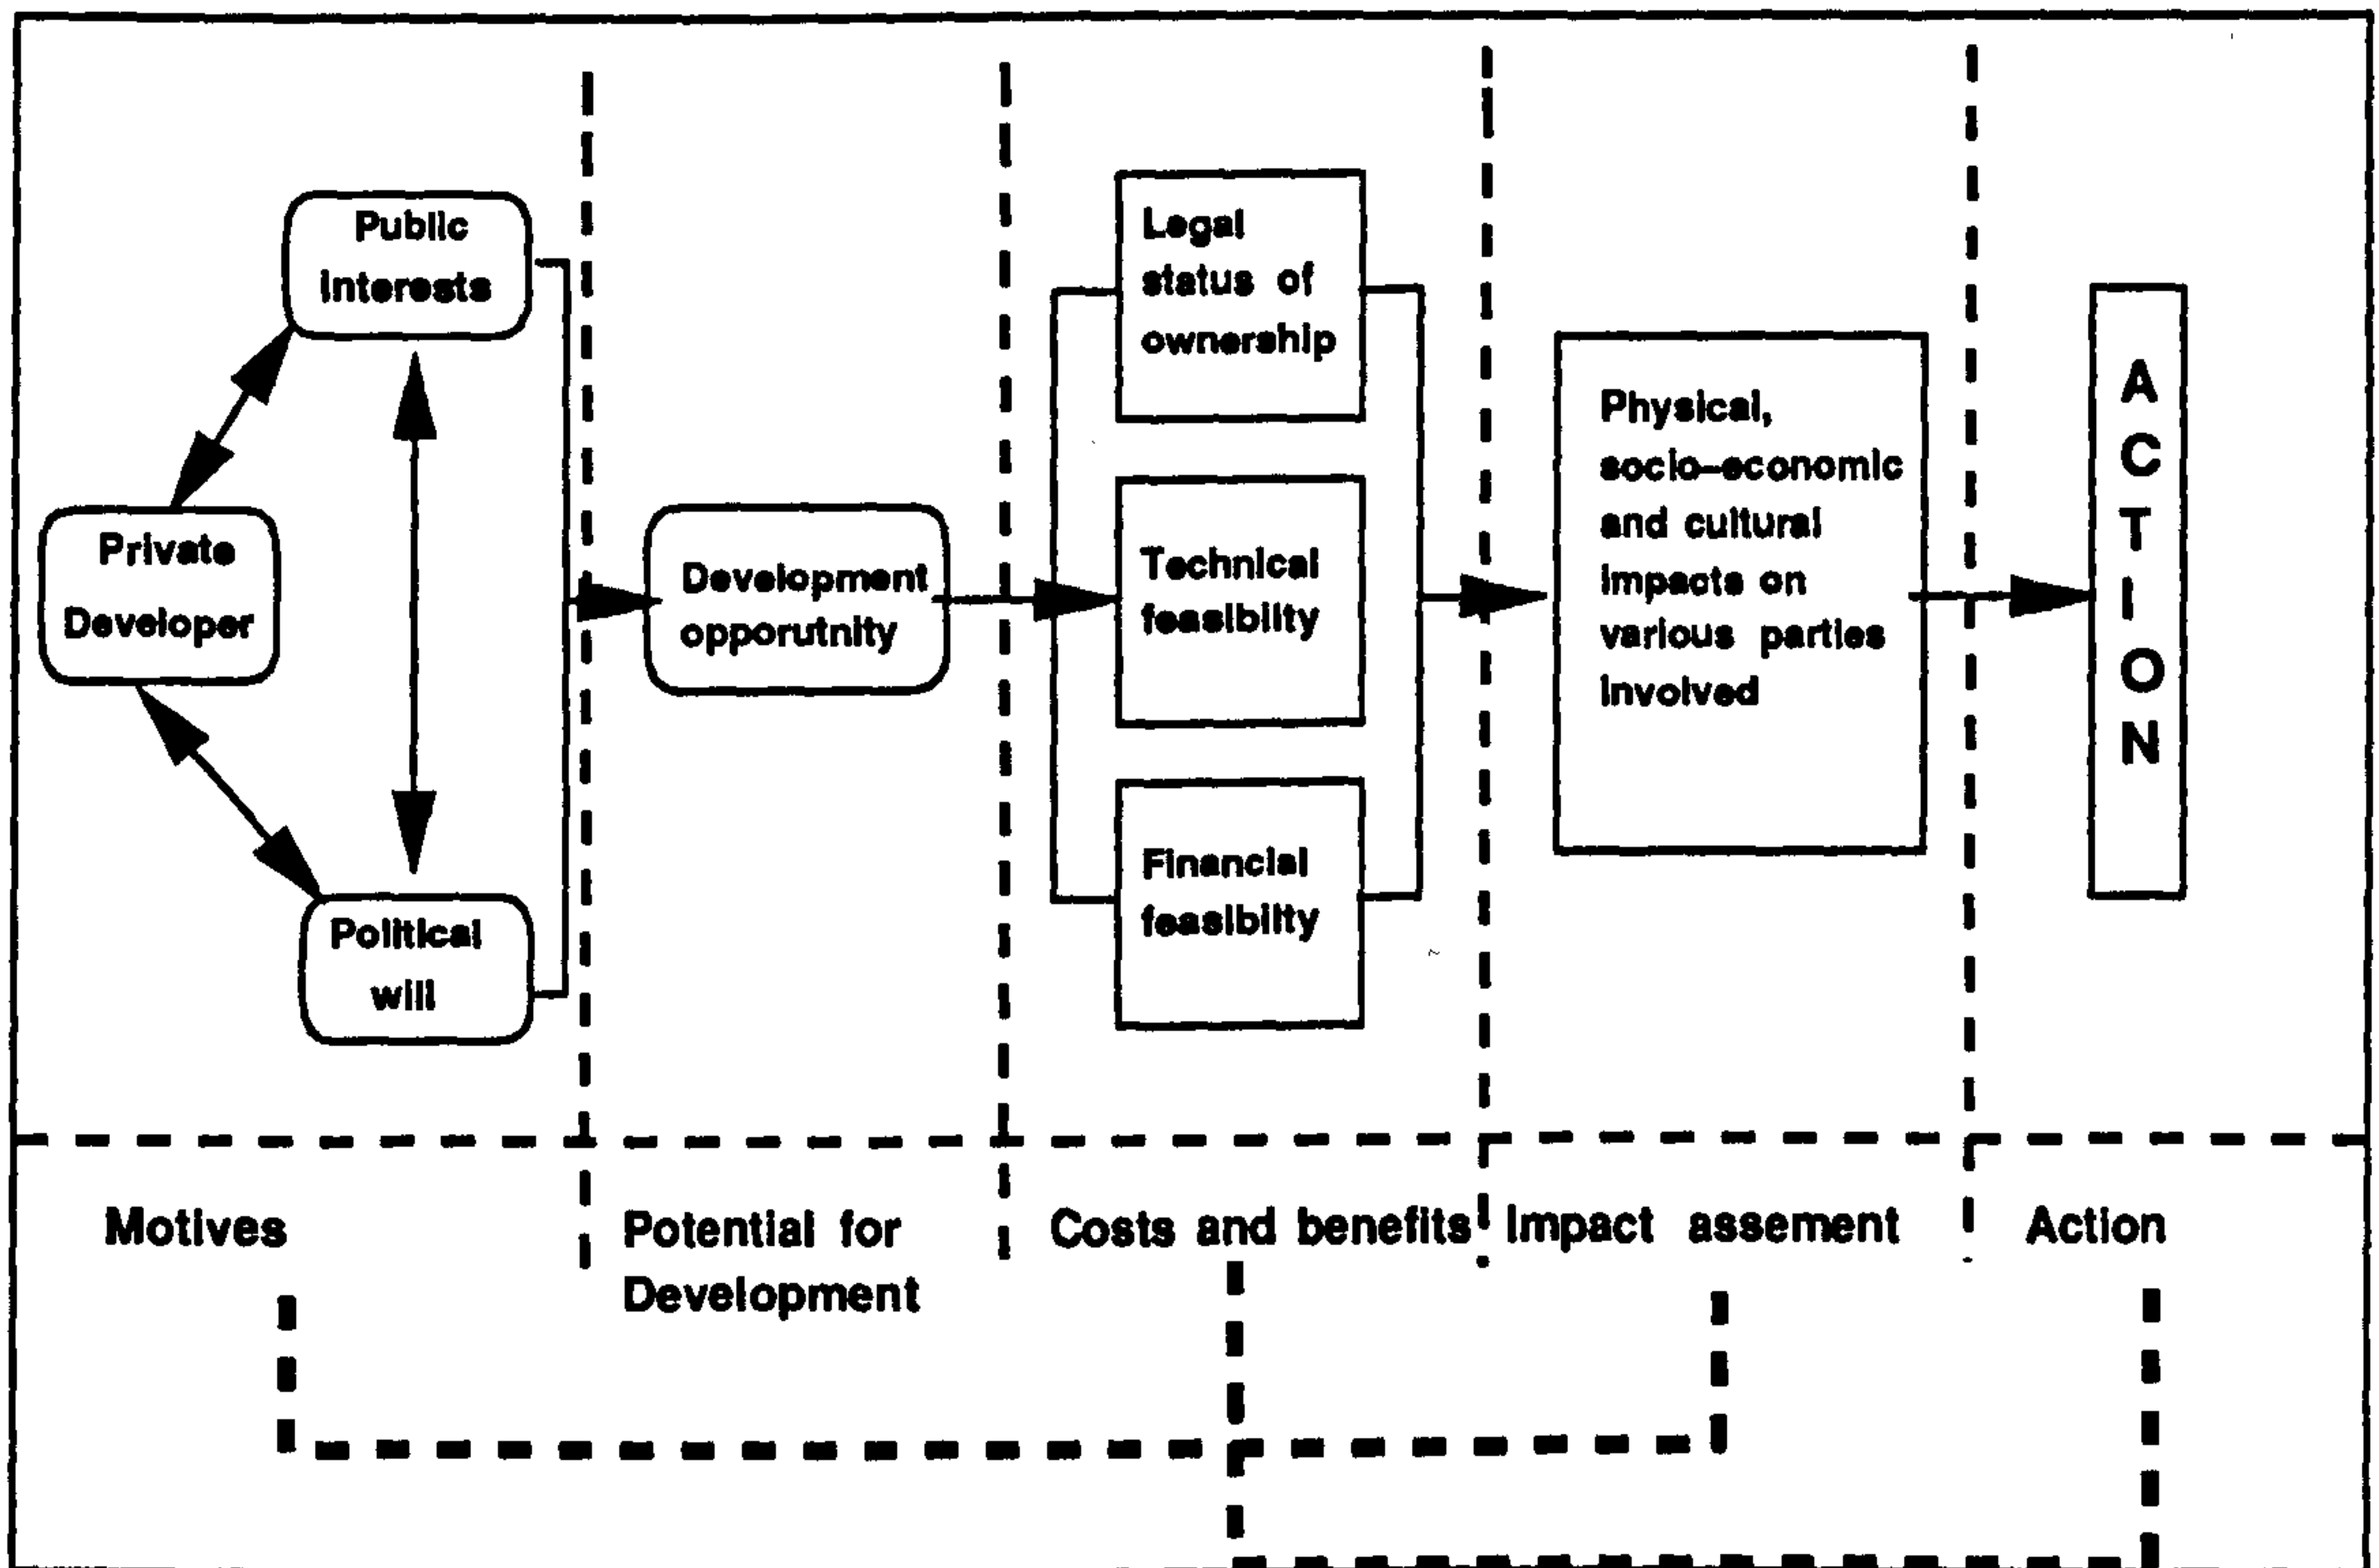 Public
Interests
Private
Developer
Political
will
Development
opporutnity
Legal
status of
ownership
Technical
feasibilty
Financial
feasibilty
Physical,
socio-economic
and cultural
impacts on
various parties
involved
A
C
T
I
O
N
Motives
Potential for
Development
Costs and benefits
Impact assement
Action